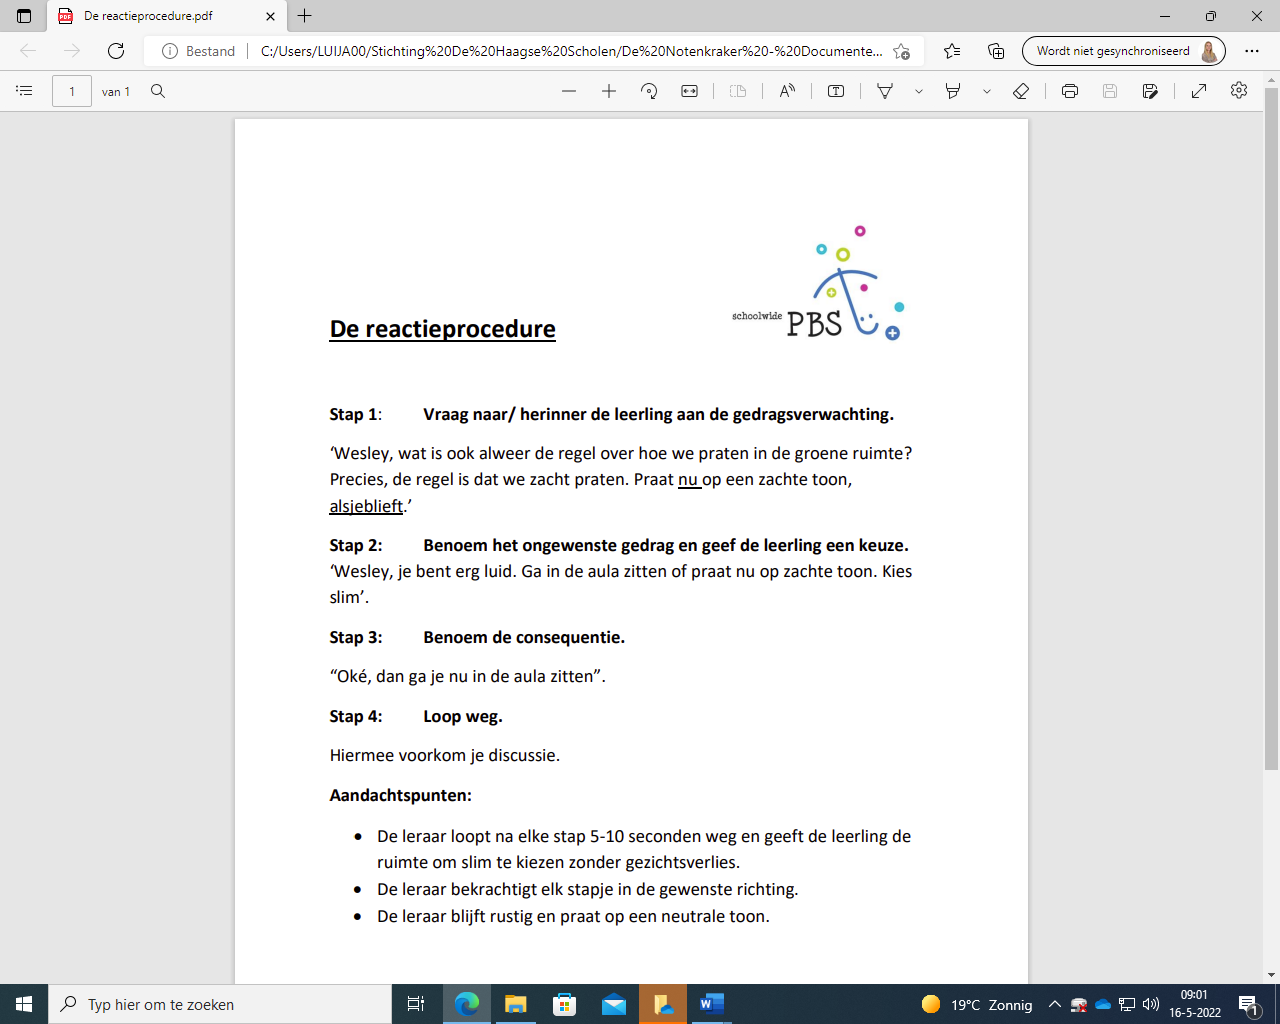 De reactieprocedure.pdf
Bestand
C:/Users/LUIJA00/Stichting%20De%20Haagse%20Scholen/De%20Notenkraker%20-%20Documente...
Wordt niet gesynchroniseerd
1
van 1
De reactieprocedure
schoolwide PBS
Stap 1: Vraag naar/ herinner de leerling aan de gedragsverwachting.
‘Wesley, wat is ook alweer de regel over hoe we praten in de groene ruimte?
Precies, de regel is dat we zacht praten. Praat nu op een zachte toon,
alsjeblieft.’
Stap 2: Benoem het ongewenste gedrag en geef de leerling een keuze.
‘Wesley, je bent erg luid. Ga in de aula zitten of praat nu op zachte toon. Kies
slim’.
Stap 3: Benoem de consequentie.
“Oké, dan ga je nu in de aula zitten”.
Stap 4: Loop weg.
Hiermee voorkom je discussie.
Aandachtspunten:
• De leraar loopt na elke stap 5-10 seconden weg en geeft de leerling de
ruimte om slim te kiezen zonder gezichtsverlies.
• De leraar bekrachtigt elk stapje in de gewenste richting.
• De leraar blijft rustig en praat op een neutrale toon.
Typ hier om te zoeken
19°C Zonnig
09:01
16-5-2022
1